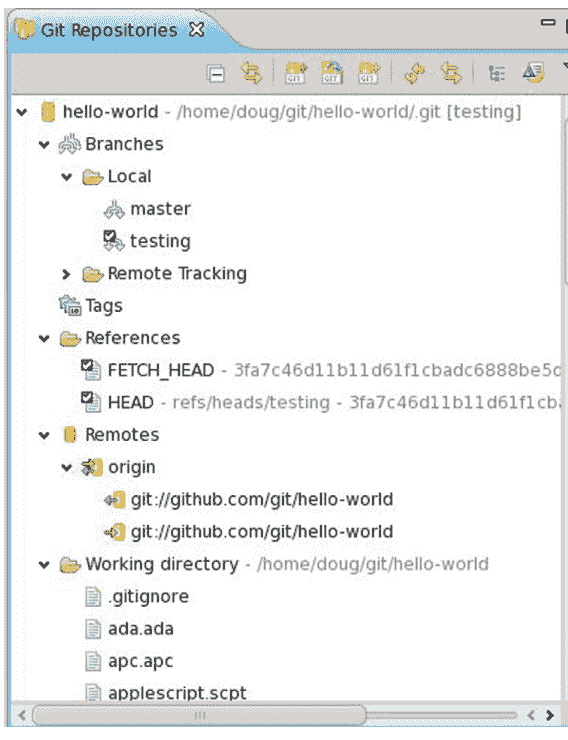 Git Repositories
hello-world - /home/doug/git/hello-world/.git [testing]
Branches
Local
master
testing
Remote Tracking
Tags
References
FETCH_HEAD - 3fa7c46d11b11d61f1cbadc6888be5d
HEAD - refs/heads/testing - 3fa7c46d11b11d61f1cba
Remotes
origin
git://github.com/git/hello-world
git://github.com/git/hello-world
Working directory - /home/doug/git/hello-world
.gitignore
ada.ada
apc.apc
applescript.scpt